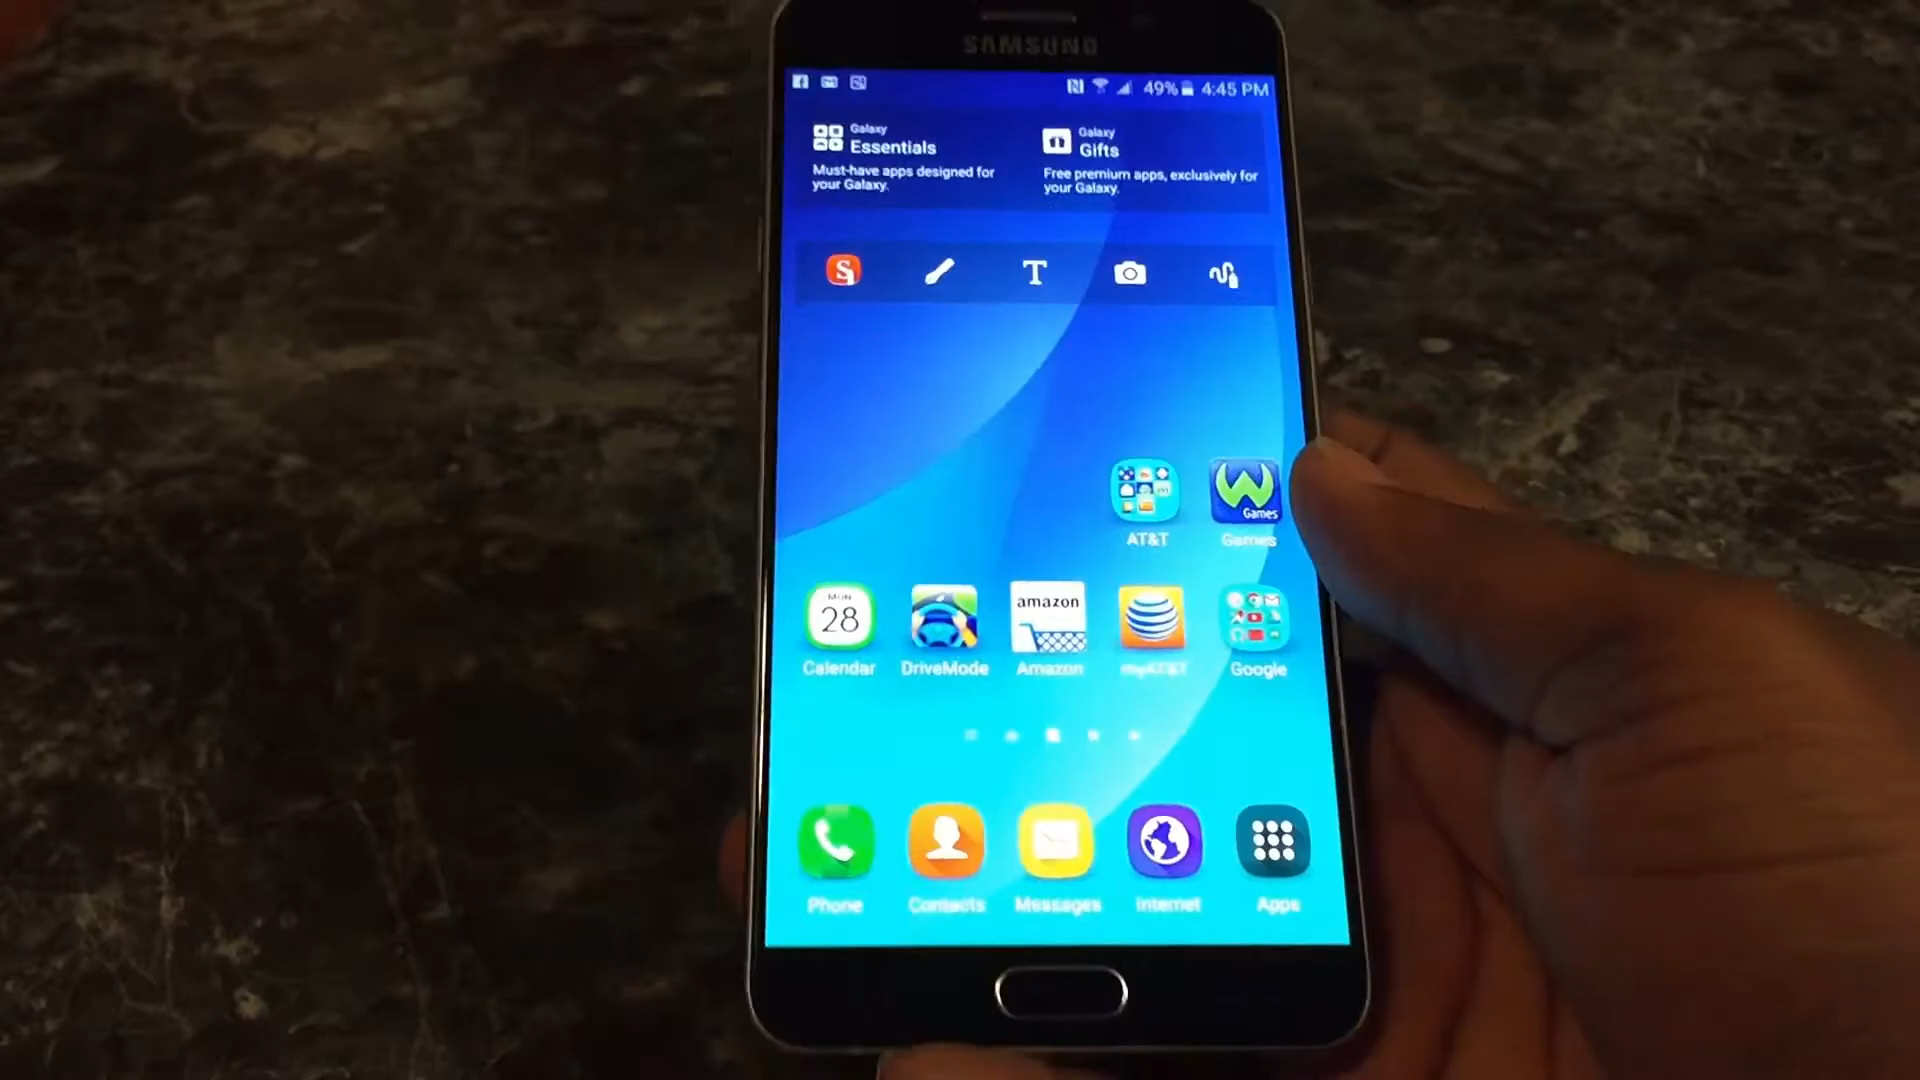 SAMSUNG
49% 4:45 PM
Galaxy
Essentials
Must-have apps designed for
your Galaxy.
Galaxy
Gifts
Free premium apps, exclusively for
your Galaxy.
S
T
W
Games
AT&T
Games
MON
28
amazon
Calendar
DriveMode
Amazon
myAT&T
Google
Phone
Contacts
Messages
Internet
Apps